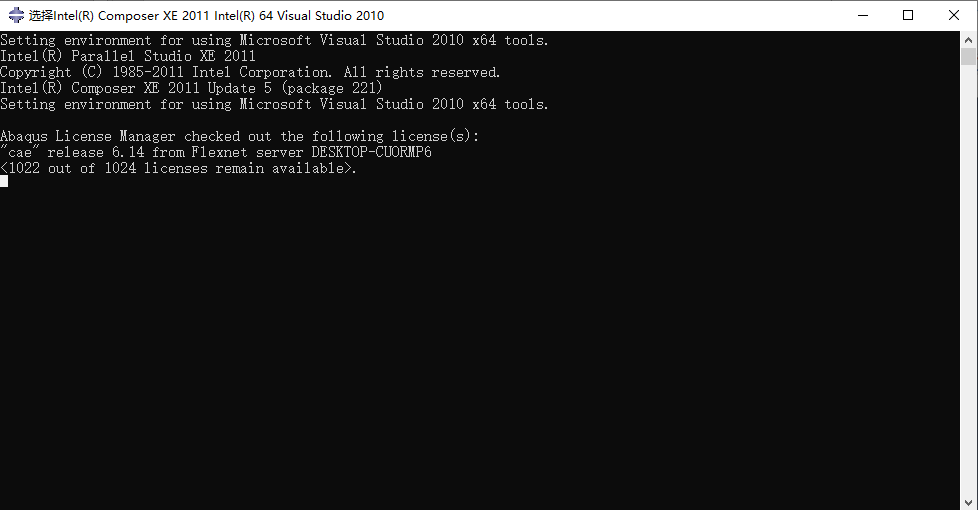 选择Intel(R) Composer XE 2011 Intel(R) 64 Visual Studio 2010
Setting environment for using Microsoft Visual Studio 2010 x64 tools.
Intel(R) Parallel Studio XE 2011
Copyright (C) 1985-2011 Intel Corporation. All rights reserved.
Intel(R) Composer XE 2011 Update 5 (package 221)
Setting environment for using Microsoft Visual Studio 2010 x64 tools.
Abaqus License Manager checked out the following license(s):
"cae" release 6.14 from Flexnet server DESKTOP-CUORMP6
<1022 out of 1024 licenses remain available>.